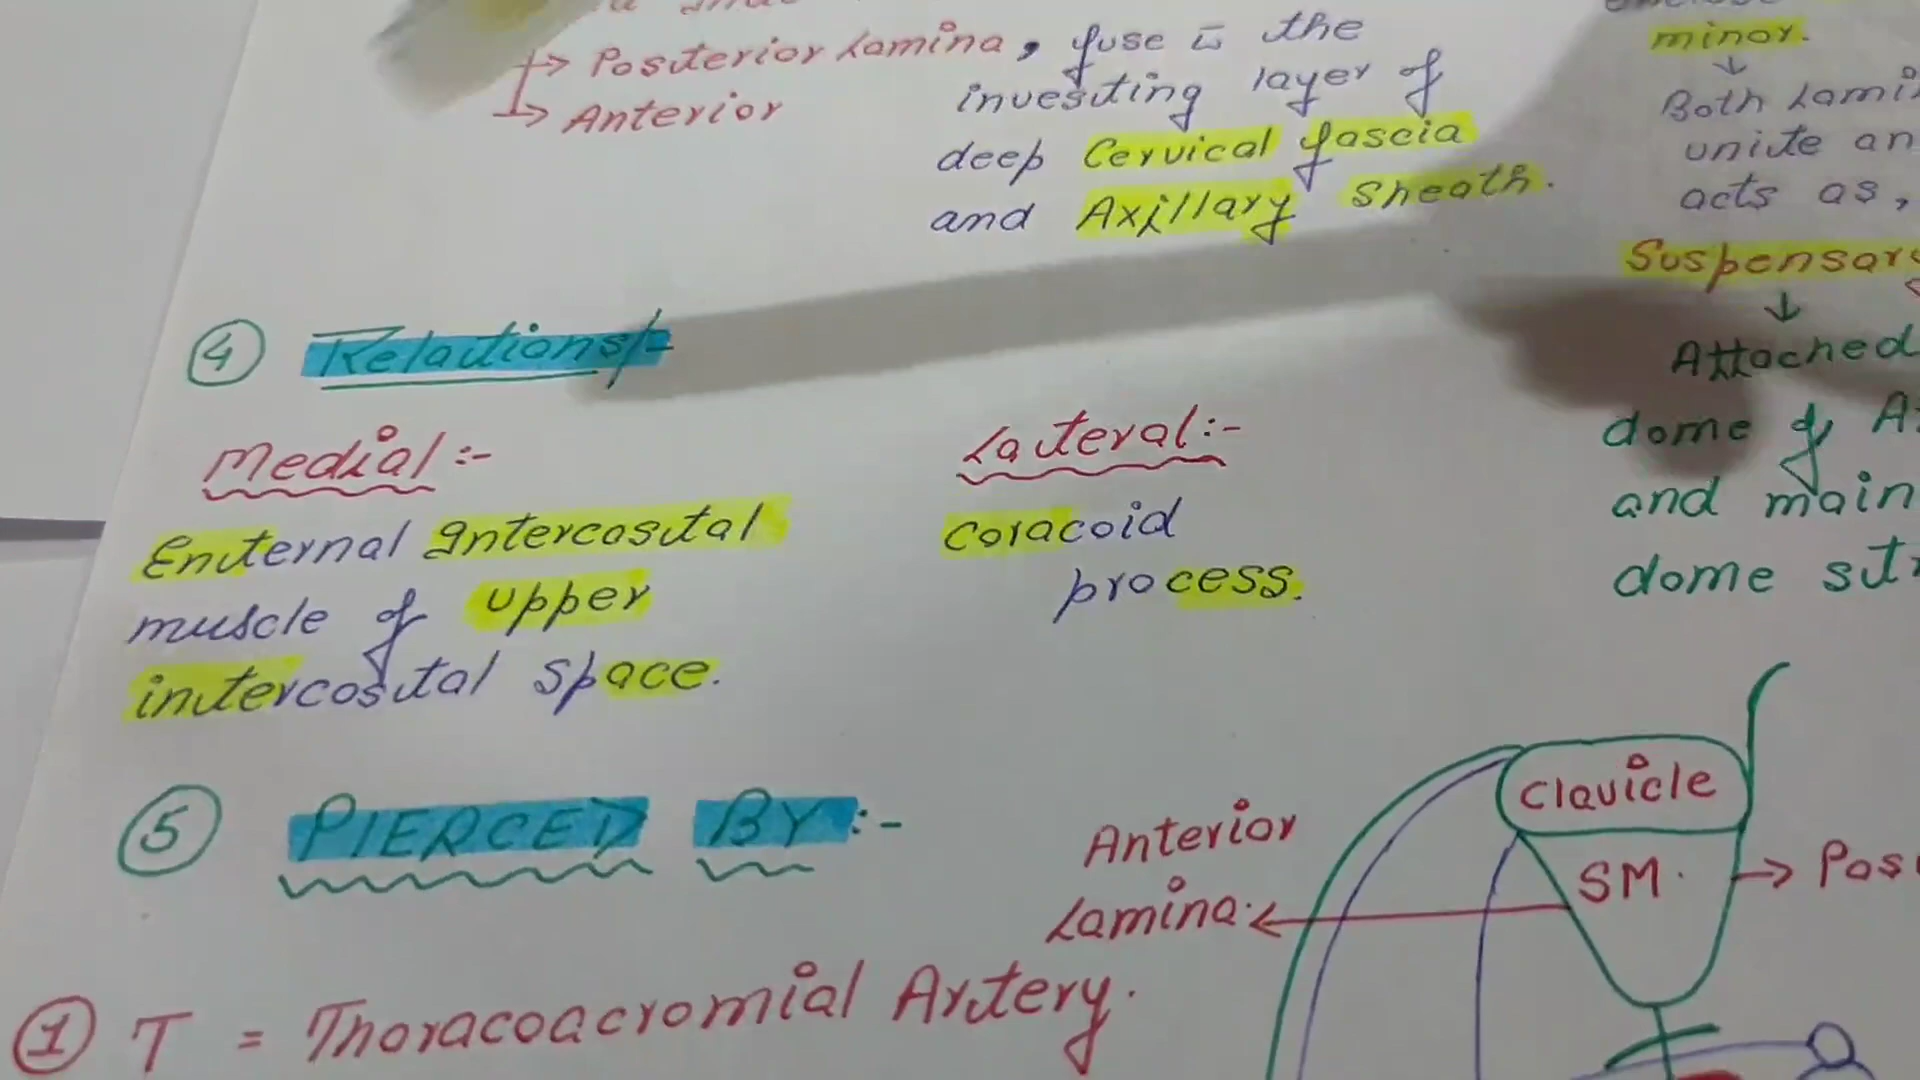 Posterior Lamina, fuse is the
Anterior
investing layer of
deep Cervical fascia
and Axillary Sheath.
minor.
Both Lami
unite an
acts as,
Suspensar
Attached
dome of A
and main
dome st
4 Relations:-
Medial:-
External Intercostal
muscle of upper
intercostal space.
Lateral:-
Coracoid
process.
5 PIERCED BY:-
1 T = Thoracoacromial Artery.
Clavicle
SM.
Anterior
Lamina.
Pos